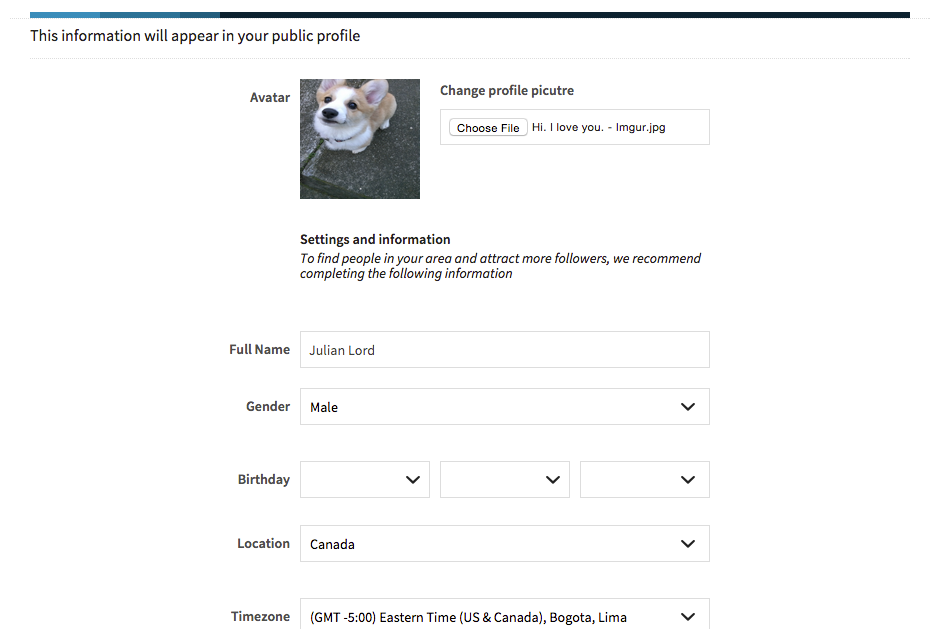 This information will appear in your public profile
Avatar
Change profile picutre
Choose File Hi. I love you. - Imgur.jpg
Settings and information
To find people in your area and attract more followers, we recommend
completing the following information
Full Name Julian Lord
Gender Male
Birthday
Location Canada
Timezone (GMT -5:00) Eastern Time (US & Canada), Bogota, Lima